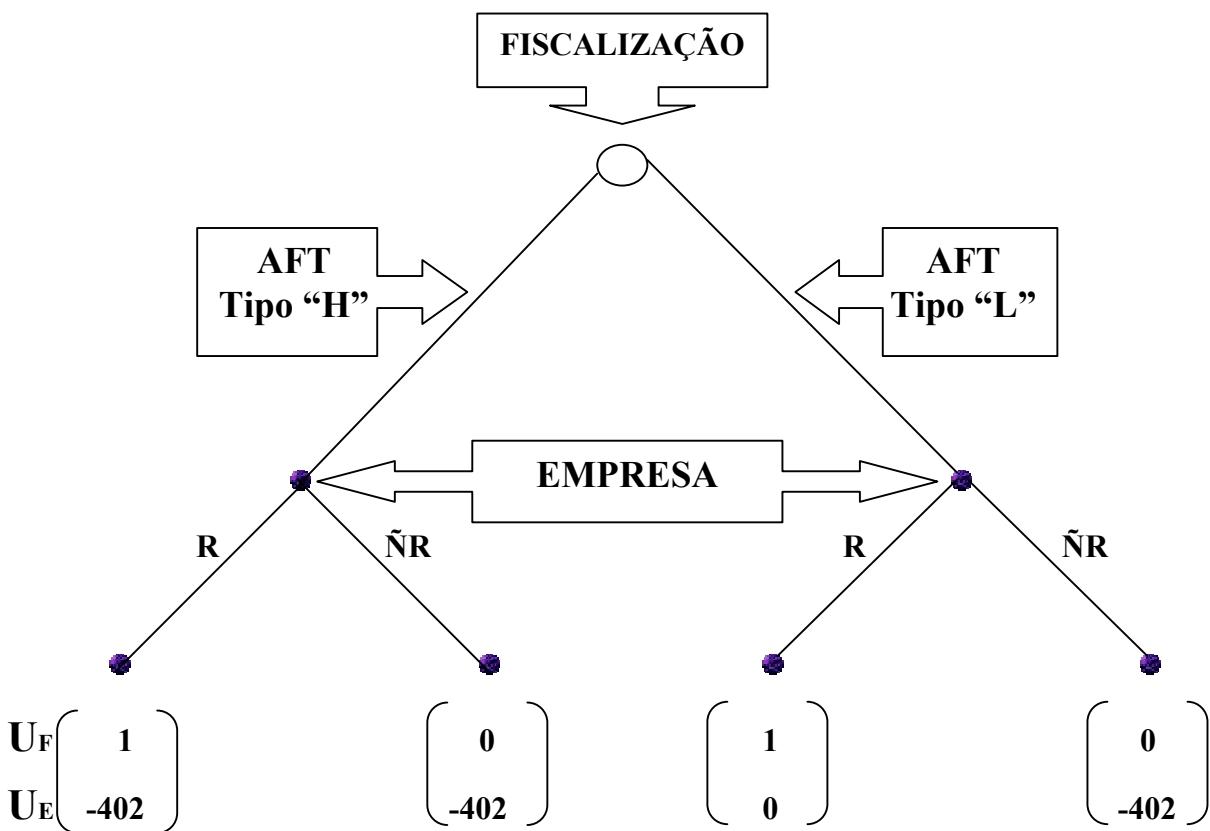 FISCALIZAÇÃO
AFT
Tipo “H”
AFT
Tipo “L”
EMPRESA
R
ÑR
R
ÑR
UF 1 0 1 0
UE -402 -402 0 -402